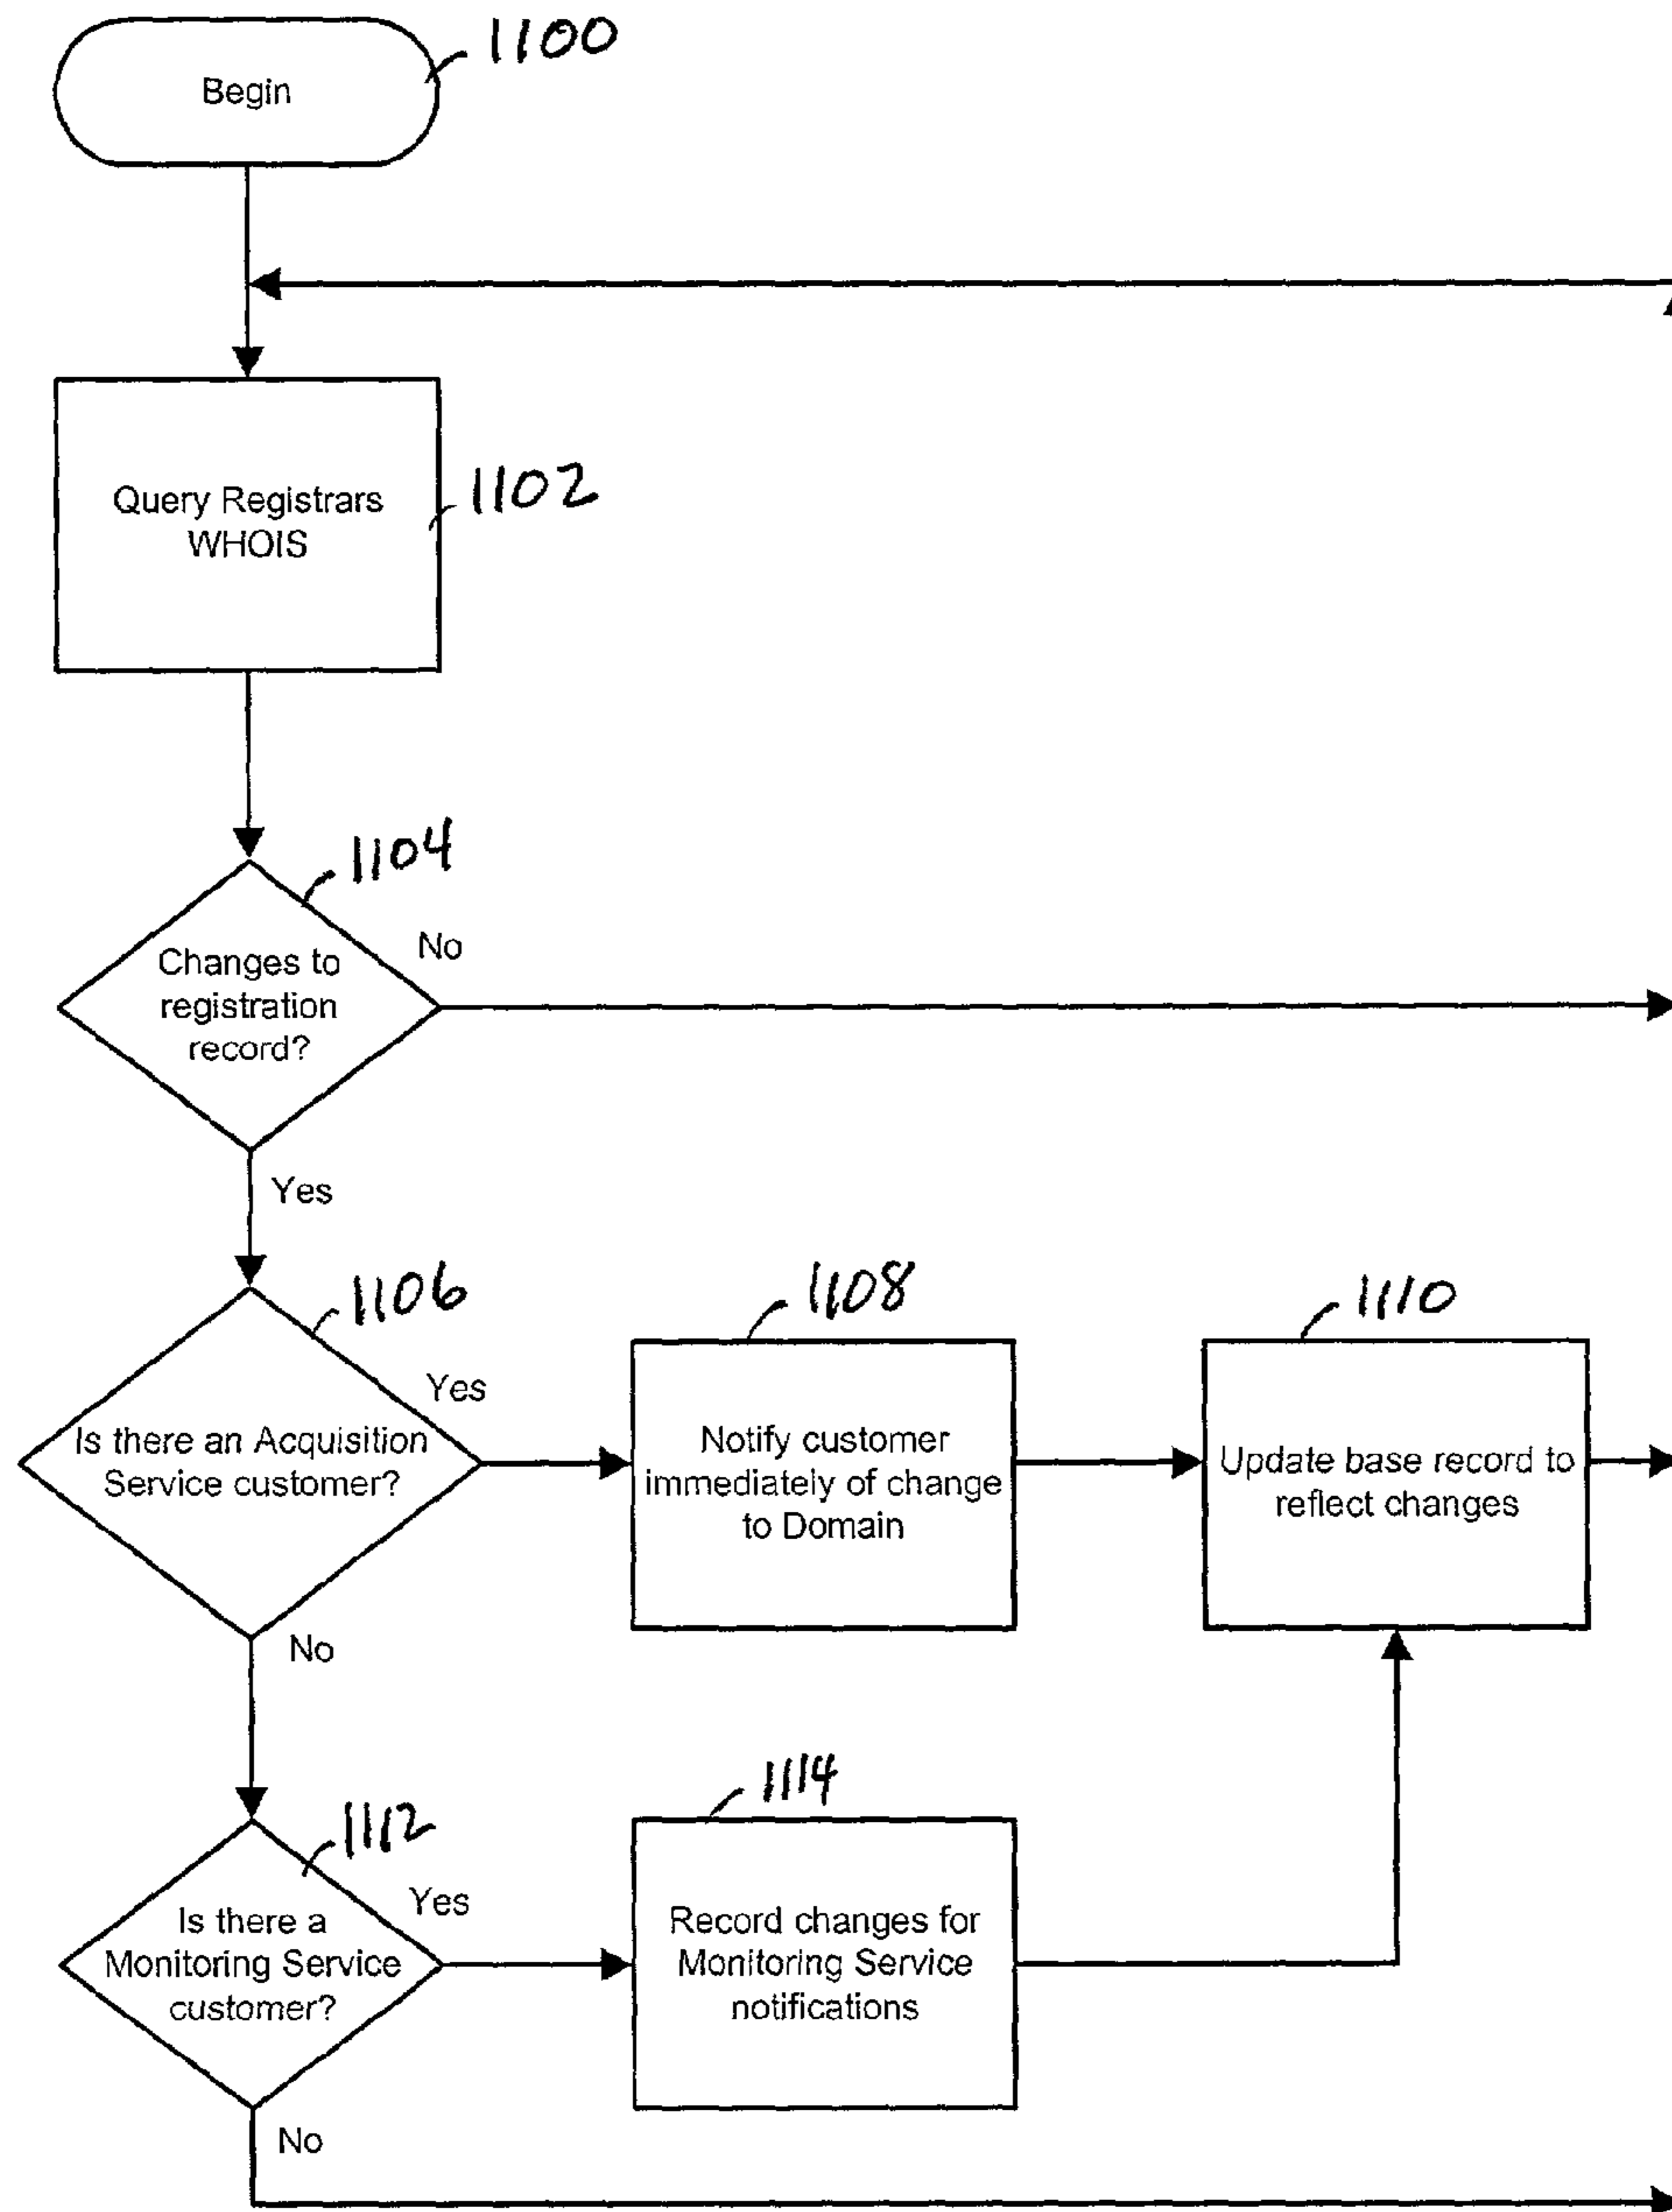 1100
Begin
Query Registrars
WHOIS
1102
1104
Changes to
registration
record?
No
Yes
1106
Is there an Acquisition
Service customer?
Yes
No
1108
Notify customer
immediately of change
to Domain
1110
Update base record to
reflect changes
1112
Is there a
Monitoring Service
customer?
Yes
No
1114
Record changes for
Monitoring Service
notifications